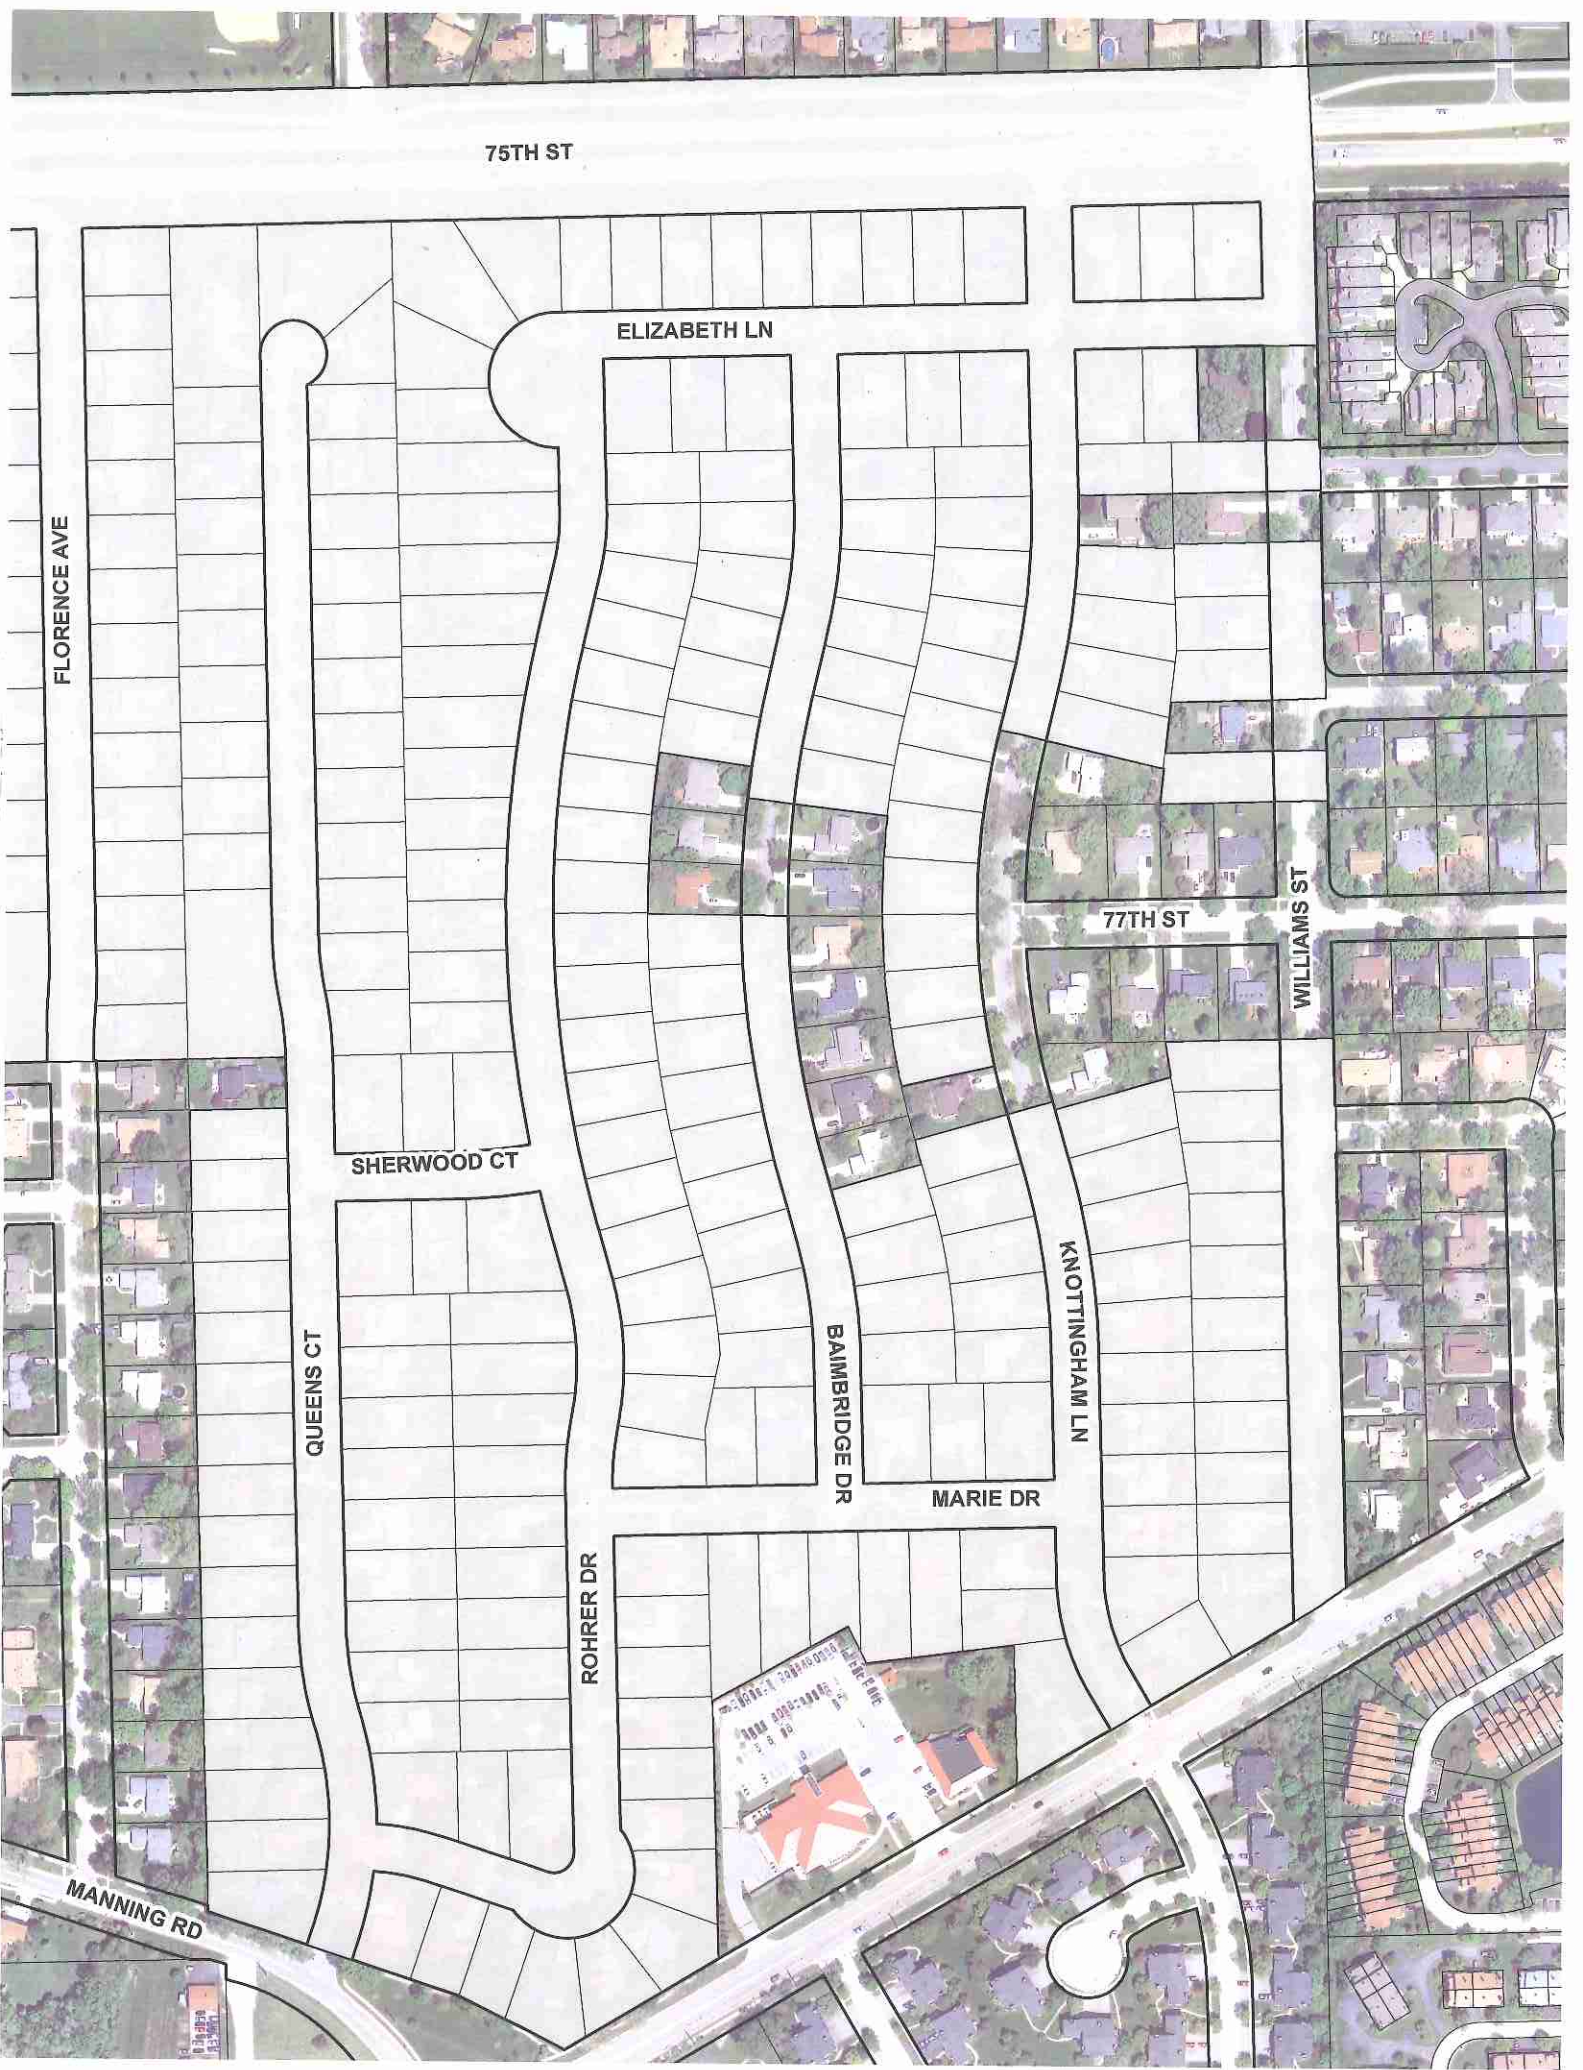 75TH ST
ELIZABETH LN
FLORENCE AVE
77TH ST
WILLIAMS ST
SHERWOOD CT
KNOTTINGHAM LN
QUEENS CT
BAIMBRIDGE DR
MARIE DR
ROHRER DR
MANNING RD